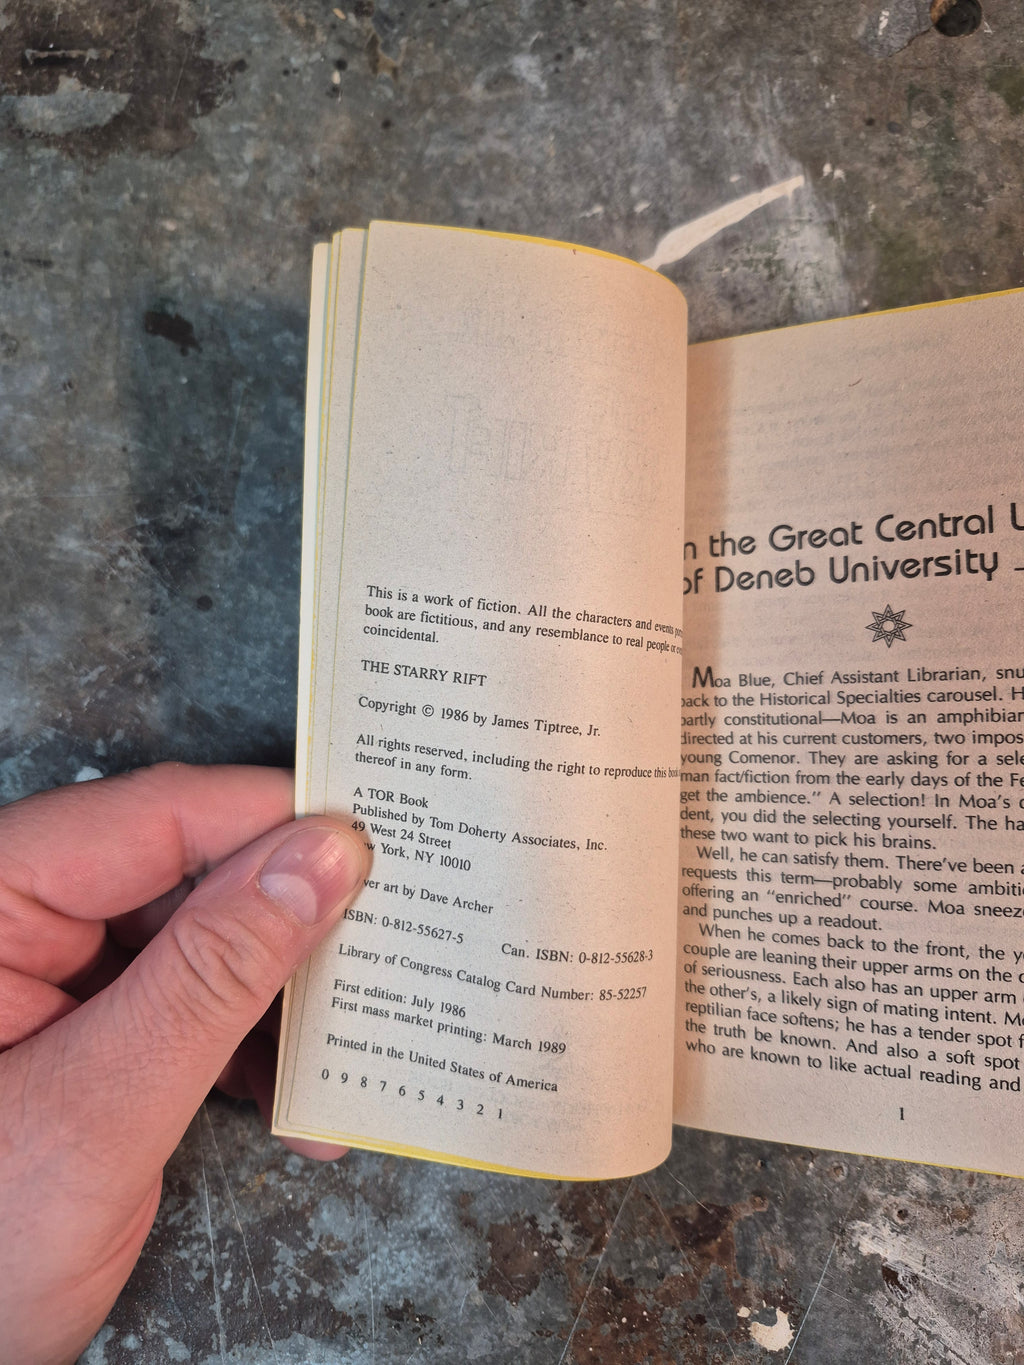 This is a work of fiction. All the characters and events
book are fictitious, and any resemblance to real people or
coincidental.
THE STARRY RIFT
Copyright © 1986 by James Tiptree, Jr.
All rights reserved, including the right to reproduce this book
thereof in any form.
A TOR Book
Published by Tom Doherty Associates, Inc.
49 West 24 Street
York, NY 10010
art by Dave Archer
ISBN: 0-812-55627-5 Can. ISBN: 0-812-55628-3
Library of Congress Catalog Card Number: 85-52257
First edition: July 1986
First mass market printing: March 1989
Printed in the United States of America
0 9 8 7 6 5 4 3 2 1
the Great Central
of Deneb University —
Moa Blue, Chief Assistant Librarian,
back to the Historical Specialties carousel.
partly constitutional—Moa is an amphibian
directed at his current customers, two
young Comenor. They are asking for a
man fact/fiction from the early days of the
get the ambience." A selection! In Moa's
dent, you did the selecting yourself. The
these two want to pick his brains.
Well, he can satisfy them. There've been
requests this term—probably some
offering an "enriched" course. Moa
and punches up a readout.
When he comes back to the front, the
couple are leaning their upper arms on the
of seriousness. Each also has an upper arm
the other's, a likely sign of mating intent.
reptilian face softens; he has a tender spot
the truth be known. And also a soft spot
who are known to like actual reading and
1